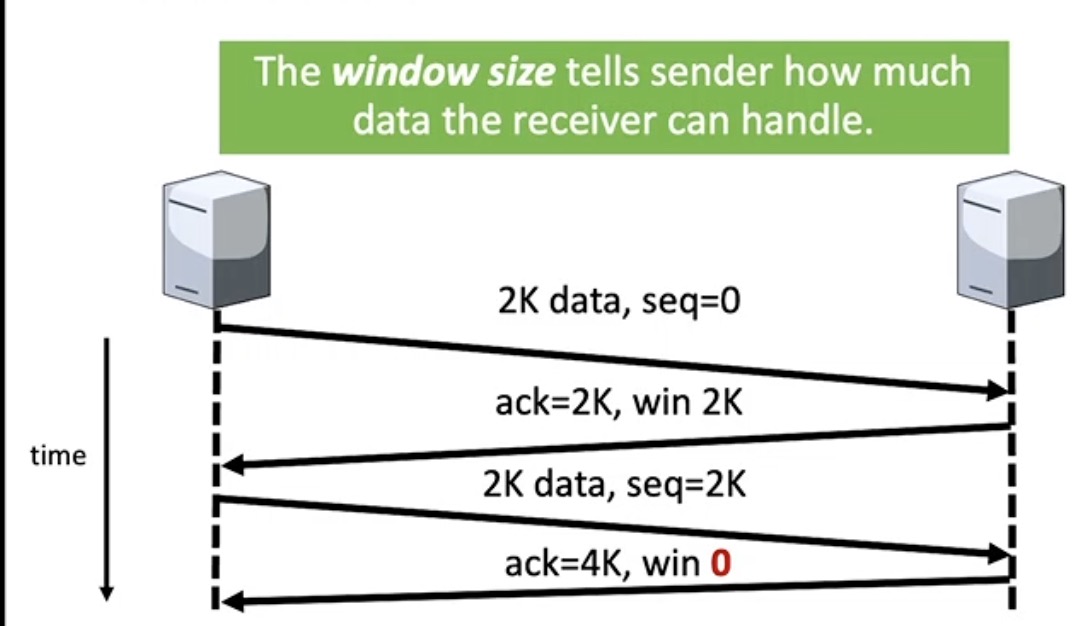 The window size tells sender how much
data the receiver can handle.
2K data, seq=0
ack=2K, win 2K
time
2K data, seq=2K
ack=4K, win 0